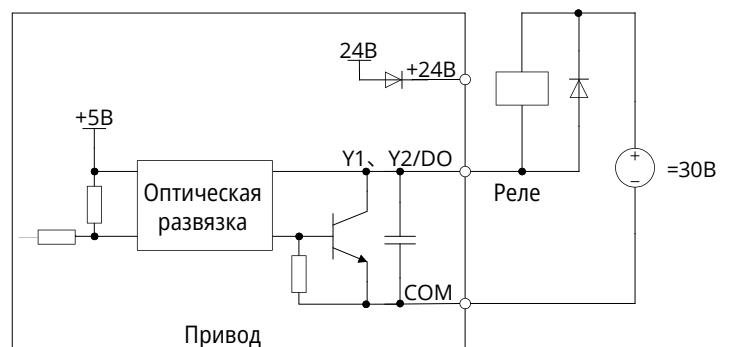 24В
+24В
+5В
Y1、Y2/DO
Оптическая
развязка
Реле
+
−
=30В
COM
Привод